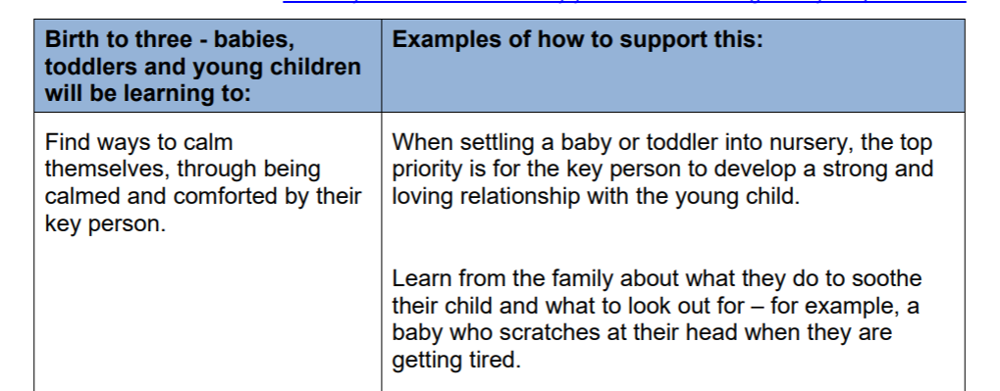 Birth to three - babies,
toddlers and young children
will be learning to:
Examples of how to support this:
Find ways to calm
themselves, through being
calmed and comforted by their
key person.
When settling a baby or toddler into nursery, the top
priority is for the key person to develop a strong and
loving relationship with the young child.
Learn from the family about what they do to soothe
their child and what to look out for – for example, a
baby who scratches at their head when they are
getting tired.